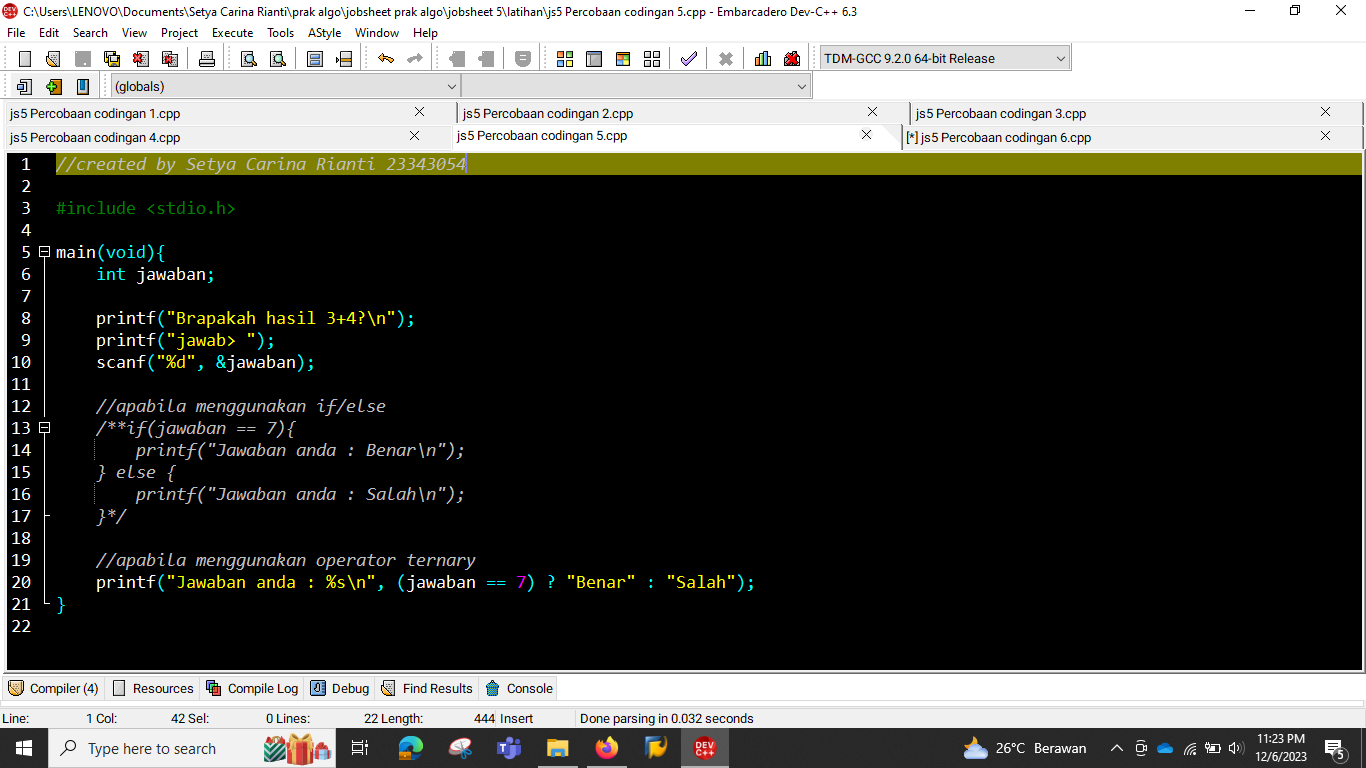 C:\Users\LENOVO\Documents\Setya Carina Rianti\prak algo\jobsheet prak algo\jobsheet 5\latihan\js5 Percobaan codingan 5.cpp - Embarcadero Dev-C++ 6.3
File Edit Search View Project Execute Tools AStyle Window Help
TDM-GCC 9.2.0 64-bit Release
(globals)
js5 Percobaan codingan 1.cpp js5 Percobaan codingan 2.cpp js5 Percobaan codingan 3.cpp
js5 Percobaan codingan 4.cpp js5 Percobaan codingan 5.cpp [*] js5 Percobaan codingan 6.cpp
1 //created by Setya Carina Rianti 23343054
2
3 #include <stdio.h>
4
5 main(void){
6 int jawaban;
7
8 printf("Brapakah hasil 3+4?\n");
9 printf("jawab> ");
10 scanf("%d", &jawaban);
11
12 //apabila menggunakan if/else
13 /**if(jawaban == 7){
14 printf("Jawaban anda : Benar\n");
15 } else {
16 printf("Jawaban anda : Salah\n");
17 }*/
18
19 //apabila menggunakan operator ternary
20 printf("Jawaban anda : %s\n", (jawaban == 7) ? "Benar" : "Salah");
21 }
22
Compiler (4) Resources Compile Log Debug Find Results Console
Line: 1 Col: 42 Sel: 0 Lines: 22 Length: 444 Insert Done parsing in 0.032 seconds
Type here to search
DEV C++
26°C Berawan
11:23 PM
12/6/2023
5